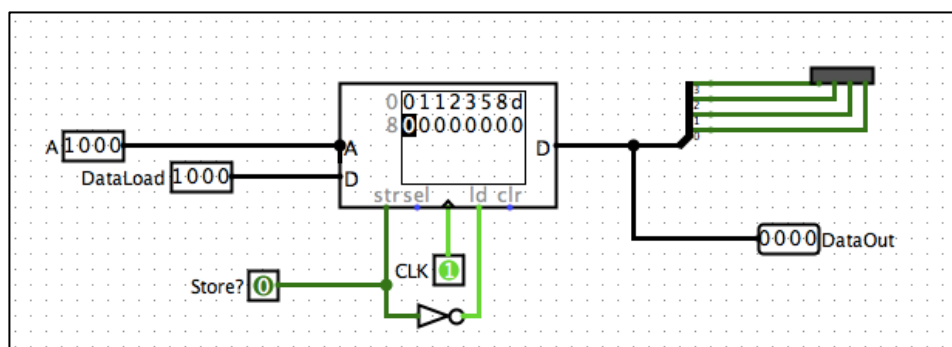 0 0112358d
8 00000000
A 1000
A
D
DataLoad 1000
D
str sel ld clr
3
2
1
0
0000 DataOut
CLK 1
Store? 0